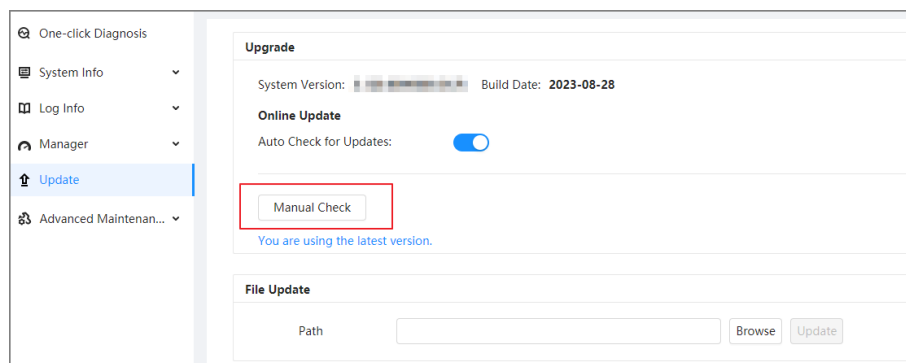 One-click Diagnosis
System Info
Log Info
Manager
Update
Advanced Maintenan...
Upgrade
System Version: Build Date: 2023-08-28
Online Update
Auto Check for Updates:
Manual Check
You are using the latest version.
File Update
Path Browse Update